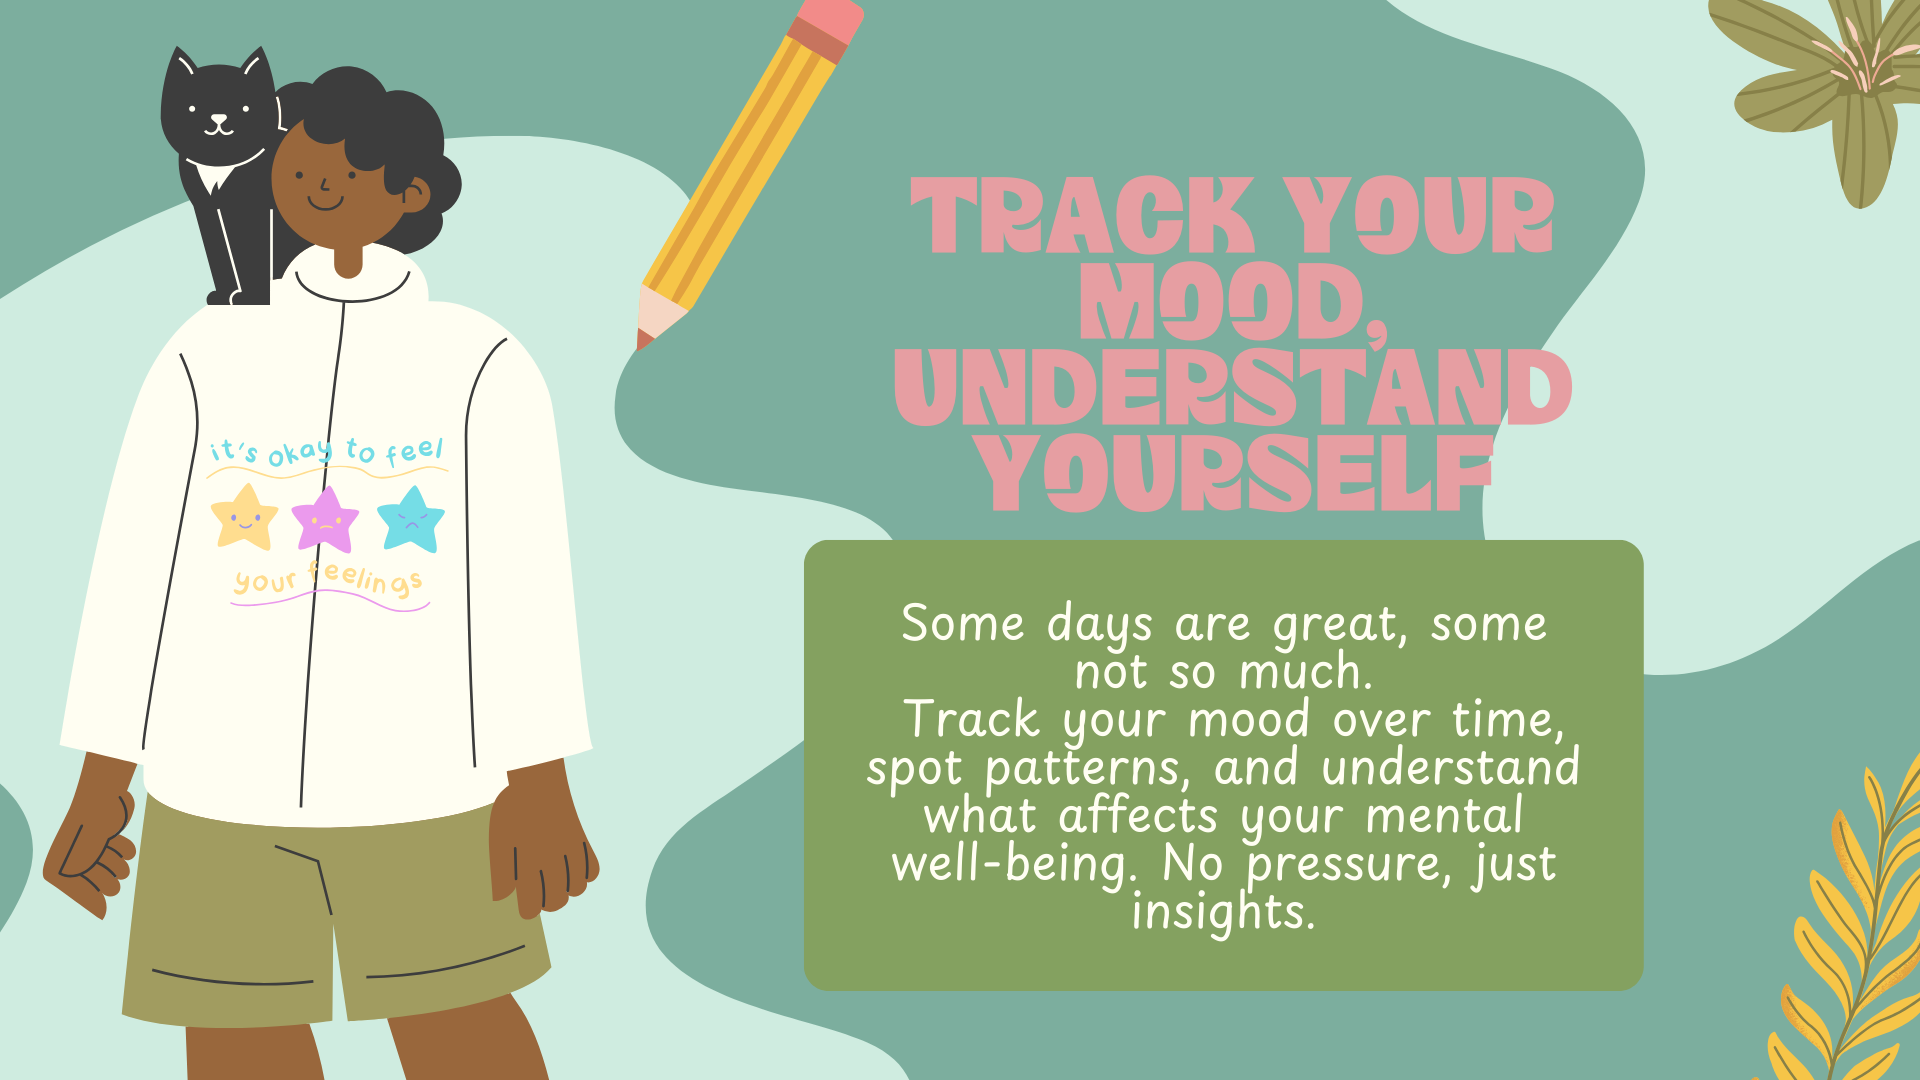 it's okay to feel
your feelings
TRACK YOUR
MOOD,
UNDERSTAND
YOURSELF
Some days are great, some
not so much.
Track your mood over time,
spot patterns, and understand
what affects your mental
well-being. No pressure, just
insights.